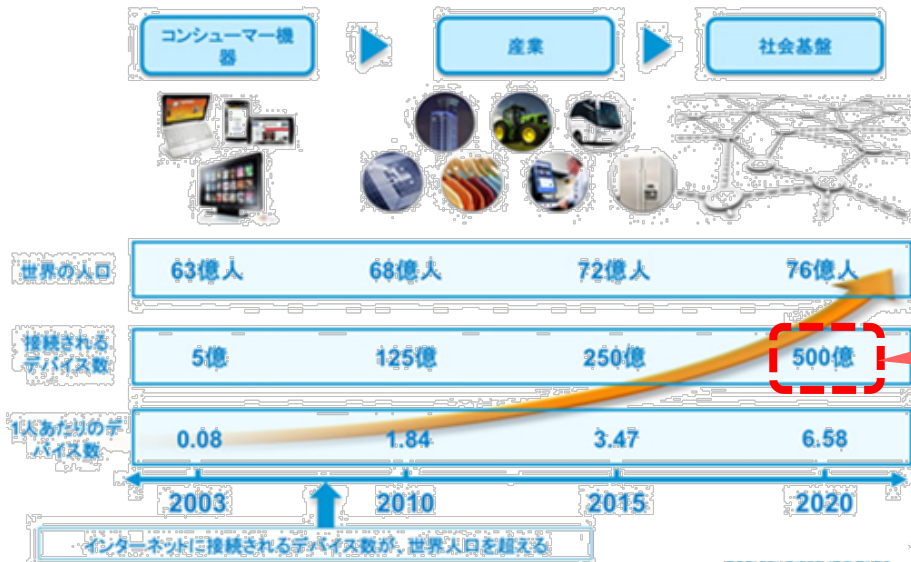 コンシューマー機
器
産業
社会基盤
世界の人口
63億人
68億人
72億人
76億人
接続される
デバイス数
5億
125億
250億
500億
1人あたりのデ
バイス数
0.08
1.84
3.47
6.58
2003
2010
2015
2020
インターネットに接続されるデバイス数が、世界人口を超える